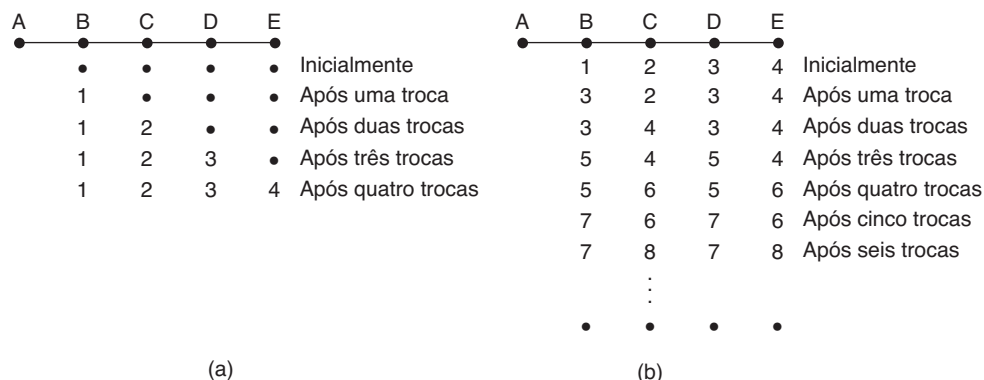 A B C D E
• • • • Inicialmente
1 • • • Após uma troca
1 2 • • Após duas trocas
1 2 3 • Após três trocas
1 2 3 4 Após quatro trocas
(a)
A B C D E
1 2 3 4 Inicialmente
3 2 3 4 Após uma troca
3 4 3 4 Após duas trocas
5 4 5 4 Após três trocas
5 6 5 6 Após quatro trocas
7 6 7 6 Após cinco trocas
7 8 7 8 Após seis trocas
⋮
• • • •
(b)